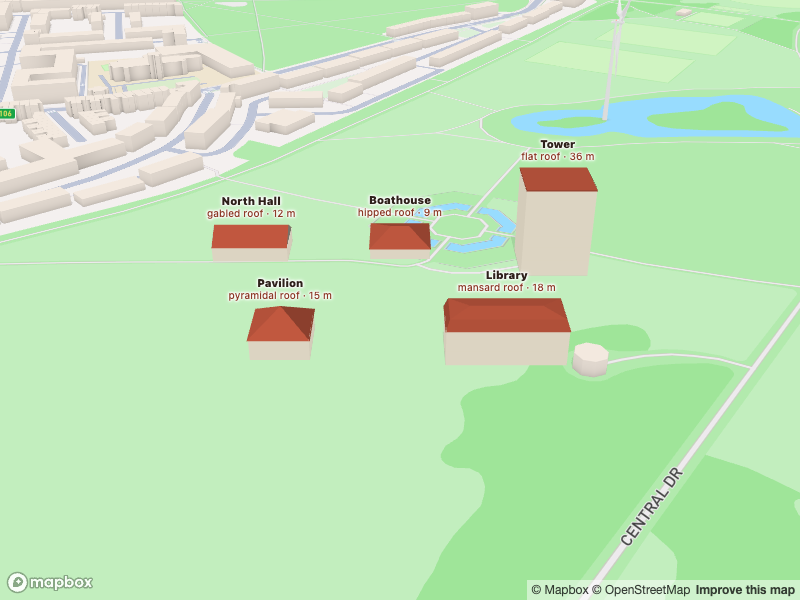 106
Tower
flat roof · 36 m
North Hall
gabled roof · 12 m
Boathouse
hipped roof · 9 m
Pavilion
pyramidal roof · 15 m
Library
mansard roof · 18 m
CENTRAL DR
mapbox
© Mapbox © OpenStreetMap Improve this map